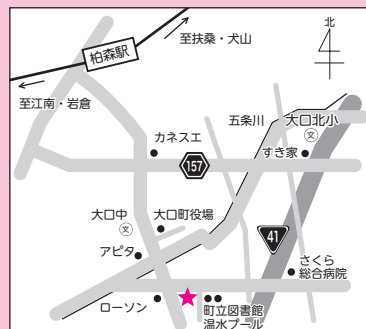 北
至扶桑・犬山
柏森駅
至江南・岩倉
五条川
大口北小
文
カネスエ
すき家
157
大口中
文
大口町役場
41
アピタ
さくら
総合病院
ローソン
町立図書館
温水プール